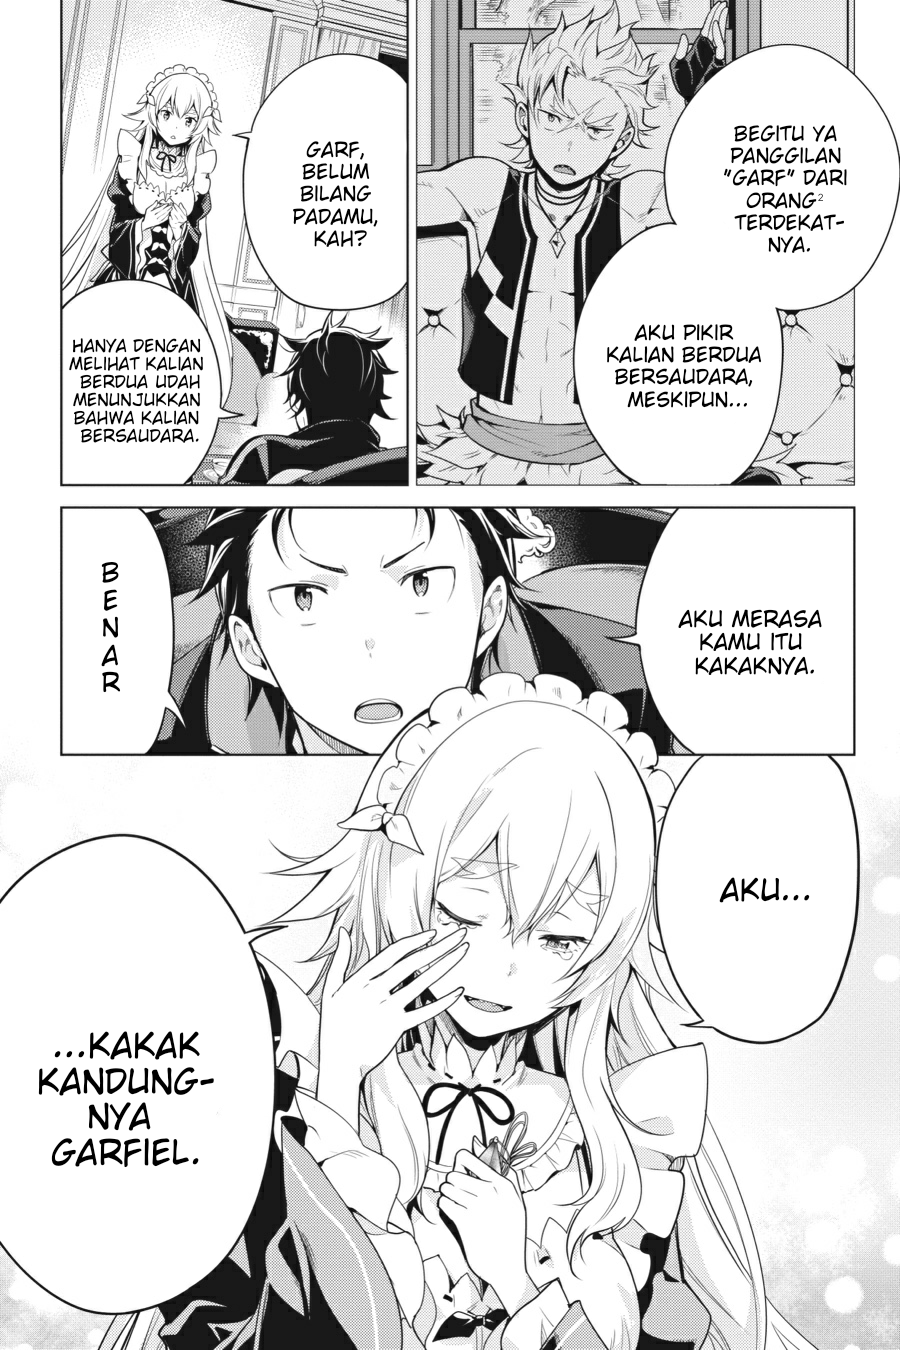 BEGITU YA
PANGGILAN
"GARF" DARI
ORANG²
TERDEKAT-
NYA.
AKU PIKIR
KALIAN BERDUA
BERSAUDARA,
MESKIPUN...
GARF,
BELUM
BILANG
PADAMU,
KAH?
HANYA DENGAN
MELIHAT KALIAN
BERDUA UDAH
MENUNJUKKAN
BAHWA KALIAN
BERSAUDARA.
AKU MERASA
KAMU ITU
KAKAKNYA.
B
E
N
A
R
AKU...
...KAKAK
KANDUNG-
NYA
GARFIEL.